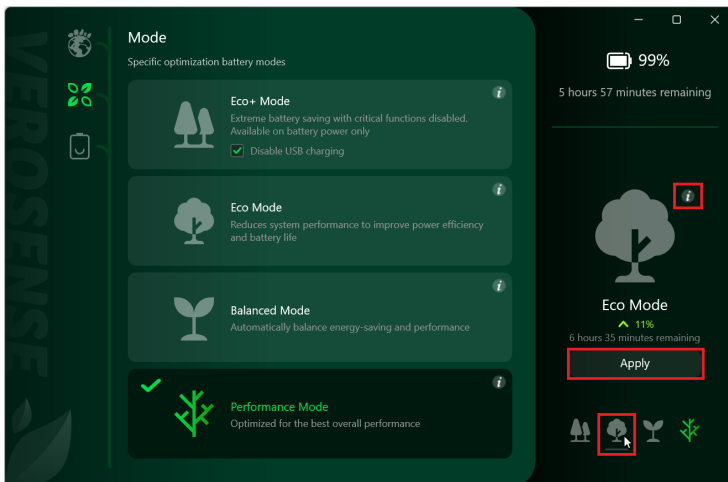 VEROSENSE
Mode
Specific optimization battery modes
Eco+ Mode
Extreme battery saving with critical functions disabled.
Available on battery power only
Disable USB charging
Eco Mode
Reduces system performance to improve power efficiency
and battery life
Balanced Mode
Automatically balance energy-saving and performance
Performance Mode
Optimized for the best overall performance
99%
5 hours 57 minutes remaining
Eco Mode
11%
6 hours 35 minutes remaining
Apply